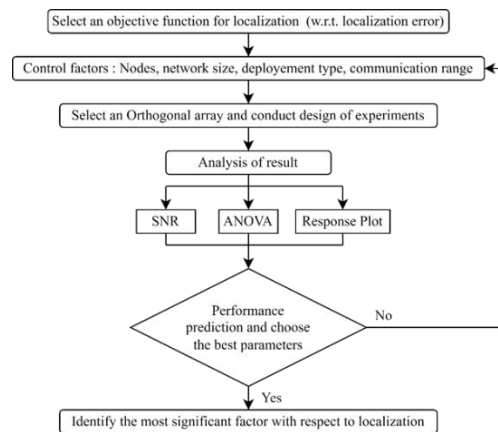 Select an objective function for localization (w.r.t. localization error)
Control factors : Nodes, network size, deployement type, communication range
Select an Orthogonal array and conduct design of experiments
Analysis of result
SNR
ANOVA
Response Plot
Performance
prediction and choose
the best parameters
No
Yes
Identify the most significant factor with respect to localization